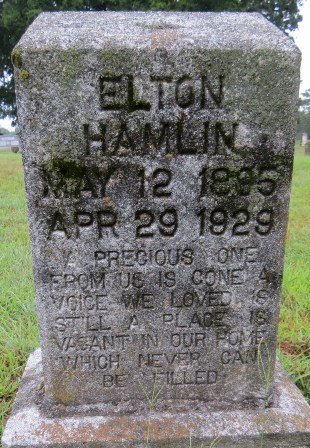 ELTON
HAMLIN
MAY 12 1895
APR 29 1929
A PRECIOUS ONE
FROM US IS GONE A
VOICE WE LOVED IS
STILL A PLACE IS
VACANT IN OUR HOME
WHICH NEVER CAN
BE FILLED